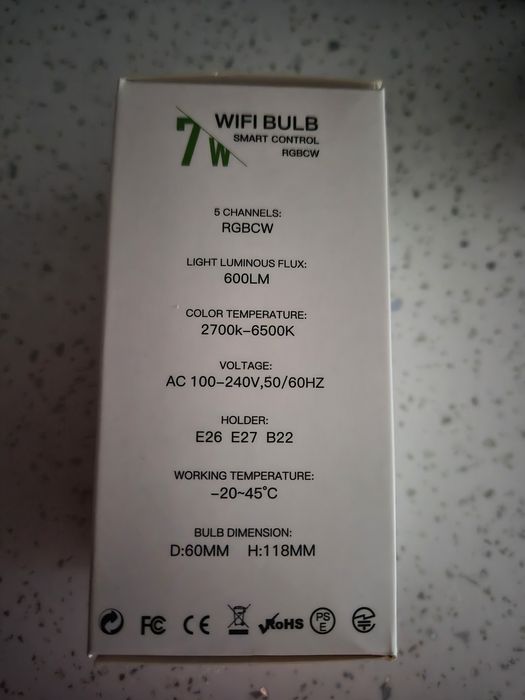 7W
WIFI BULB
SMART CONTROL
RGBCW
5 CHANNELS:
RGBCW
LIGHT LUMINOUS FLUX:
600LM
COLOR TEMPERATURE:
2700k-6500K
VOLTAGE:
AC 100-240V,50/60HZ
HOLDER:
E26 E27 B22
WORKING TEMPERATURE:
-20~45°C
BULB DIMENSION:
D:60MM H:118MM
FC CE RoHS PS E